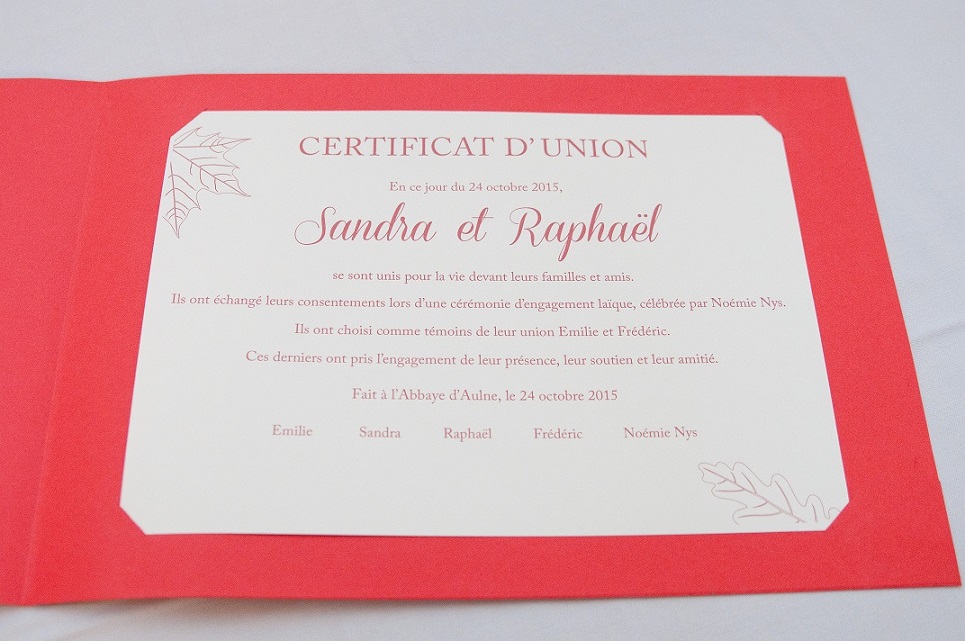 CERTIFICAT D'UNION
En ce jour du 24 octobre 2015,
Sandra et Raphaël
se sont unis pour la vie devant leurs familles et amis.
Ils ont échangé leurs consentements lors d'une cérémonie d'engagement laïque, célébrée par Noémie Nys.
Ils ont choisi comme témoins de leur union Emilie et Frédéric.
Ces derniers ont pris l'engagement de leur présence, leur soutien et leur amitié.
Fait à l'Abbaye d'Aulne, le 24 octobre 2015
Emilie Sandra Raphaël Frédéric Noémie Nys